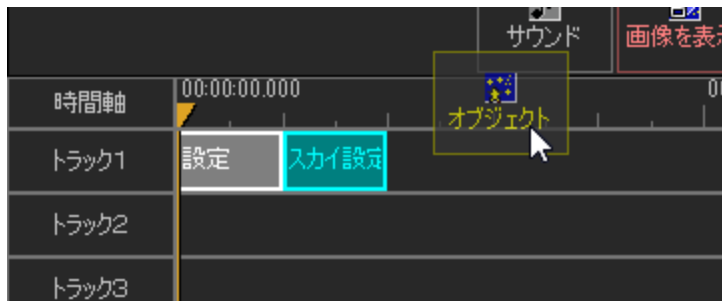 サウンド
画像を表示
時間軸
00:00:00.000
オブジェクト
トラック1
設定
スカイ設定
トラック2
トラック3